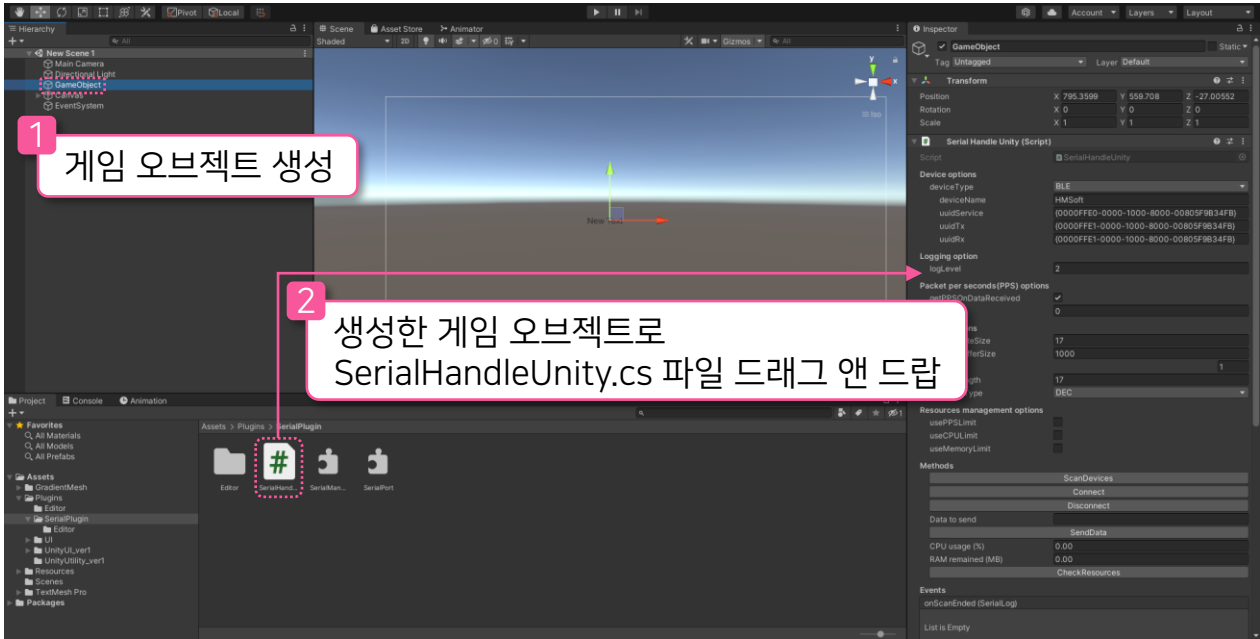 Pivot
Local
Account
Layers
Layout
Hierarchy
All
New Scene 1
Main Camera
Directional Light
GameObject
Canvas
EventSystem
1
게임 오브젝트 생성
Scene
Asset Store
Animator
Shaded
2D
0
Gizmos
All
y
x
Iso
New Text
2
생성한 게임 오브젝트로
SerialHandleUnity.cs 파일 드래그 앤 드랍
Project
Console
Animation
1
Favorites
All Materials
All Models
All Prefabs
Assets
GradientMesh
Plugins
Editor
SerialPlugin
Editor
UI
UnityUI_ver1
UnityUtility_ver1
Resources
Scenes
TextMesh Pro
Packages
Assets > Plugins > SerialPlugin
Editor
SerialHand...
SerialMan...
SerialPort
Inspector
GameObject
Static
Tag Untagged
Layer Default
Transform
Position X 795.3599 Y 559.708 Z -27.00552
Rotation X 0 Y 0 Z 0
Scale X 1 Y 1 Z 1
Serial Handle Unity (Script)
Script SerialHandleUnity
Device options
deviceType BLE
deviceName HMSoft
uuidService {0000FFE0-0000-1000-8000-00805F9B34FB}
uuidTx {0000FFE1-0000-1000-8000-00805F9B34FB}
uuidRx {0000FFE1-0000-1000-8000-00805F9B34FB}
Logging option
logLevel 2
Packet per seconds(PPS) options
getPPSOnDataReceived
0
17
1000
1
17
DEC
Resources management options
usePPSLimit
useCPULimit
useMemoryLimit
Methods
ScanDevices
Connect
Disconnect
Data to send
SendData
CPU usage (%) 0.00
RAM remained (MB) 0.00
CheckResources
Events
onScanEnded (SerialLog)
List is Empty